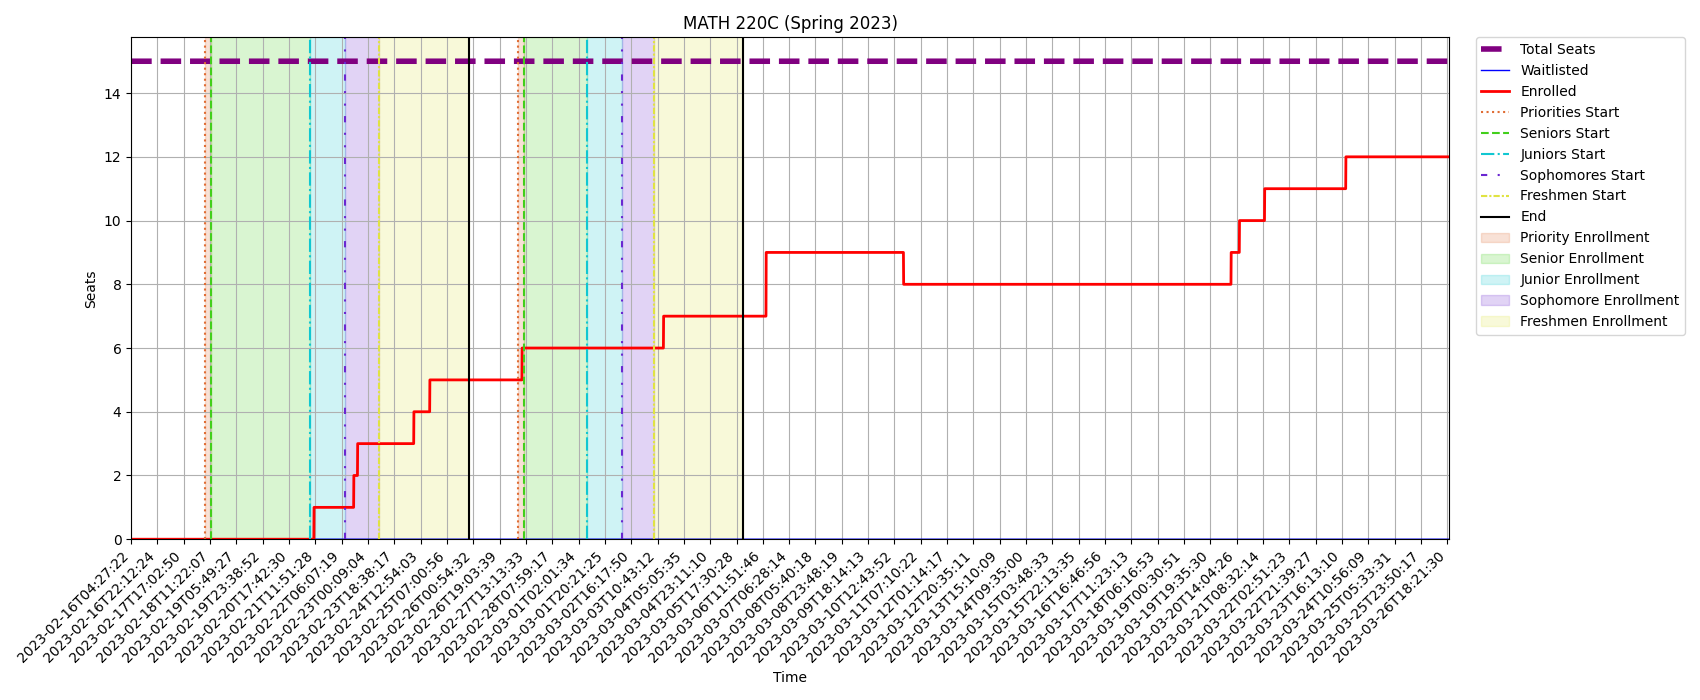 MATH 220C (Spring 2023)
Seats
14
12
10
8
6
4
2
0
2023-02-16T04:27:22
2023-02-16T22:12:24
2023-02-17T17:02:50
2023-02-18T11:22:07
2023-02-19T05:49:27
2023-02-19T23:38:52
2023-02-20T17:42:30
2023-02-21T11:51:28
2023-02-22T06:07:19
2023-02-23T00:09:04
2023-02-23T18:38:17
2023-02-24T12:54:03
2023-02-25T07:00:56
2023-02-26T00:54:32
2023-02-26T19:03:39
2023-02-27T13:13:33
2023-02-28T07:59:17
2023-03-01T02:01:34
2023-03-01T20:21:25
2023-03-02T16:17:50
2023-03-03T10:43:12
2023-03-04T05:05:35
2023-03-04T23:11:10
2023-03-05T17:30:28
2023-03-06T11:51:46
2023-03-07T06:28:14
2023-03-08T05:40:18
2023-03-08T23:48:19
2023-03-09T18:14:13
2023-03-10T12:43:52
2023-03-11T07:10:22
2023-03-12T01:14:17
2023-03-12T20:35:11
2023-03-13T15:10:09
2023-03-14T09:35:00
2023-03-15T03:48:33
2023-03-15T22:13:35
2023-03-16T16:46:56
2023-03-17T11:23:13
2023-03-18T06:16:53
2023-03-19T00:30:51
2023-03-19T19:35:30
2023-03-20T14:04:26
2023-03-21T08:32:14
2023-03-22T02:51:23
2023-03-22T21:39:27
2023-03-23T16:13:10
2023-03-24T10:56:09
2023-03-25T05:33:31
2023-03-25T23:50:17
2023-03-26T18:21:30
Time
Total Seats
Waitlisted
Enrolled
Priorities Start
Seniors Start
Juniors Start
Sophomores Start
Freshmen Start
End
Priority Enrollment
Senior Enrollment
Junior Enrollment
Sophomore Enrollment
Freshmen Enrollment